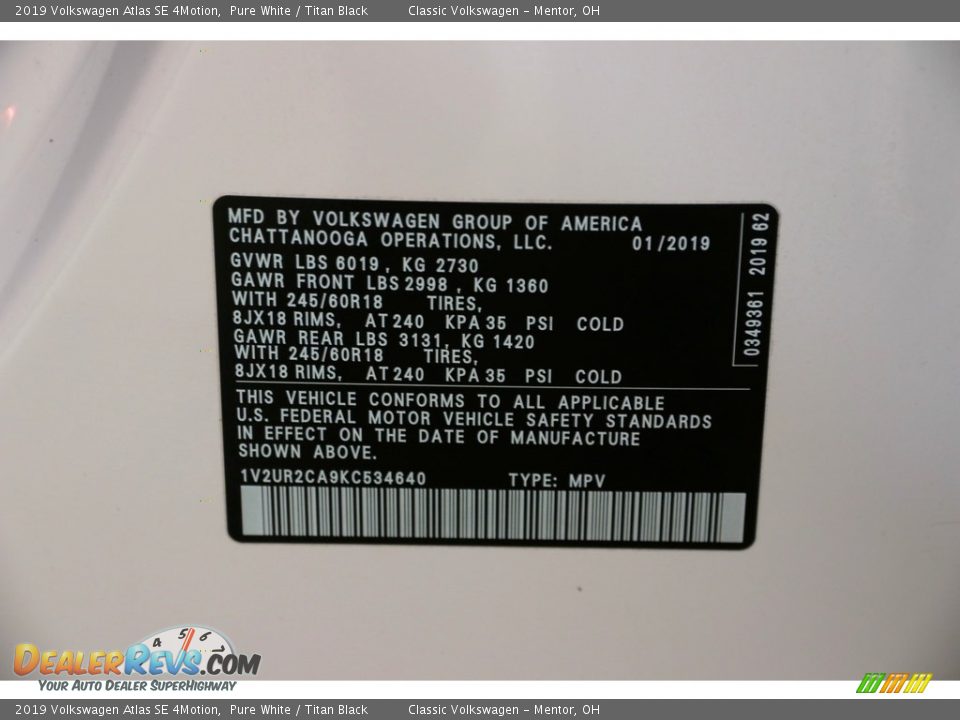 2019 Volkswagen Atlas SE 4Motion, Pure White / Titan Black Classic Volkswagen - Mentor, OH
MFD BY VOLKSWAGEN GROUP OF AMERICA
CHATTANOOGA OPERATIONS, LLC. 01/2019
GVWR LBS 6019, KG 2730
GAWR FRONT LBS 2998, KG 1360
WITH 245/60R18 TIRES,
8JX18 RIMS, AT 240 KPA 35 PSI COLD
GAWR REAR LBS 3131, KG 1420
WITH 245/60R18 TIRES,
8JX18 RIMS, AT 240 KPA 35 PSI COLD
THIS VEHICLE CONFORMS TO ALL APPLICABLE
U.S. FEDERAL MOTOR VEHICLE SAFETY STANDARDS
IN EFFECT ON THE DATE OF MANUFACTURE
SHOWN ABOVE.
1V2UR2CA9KC534640 TYPE: MPV
0349361 2019 62
4 5 6 7
DealerRevs.com
Your Auto Dealer SuperHighway
2019 Volkswagen Atlas SE 4Motion, Pure White / Titan Black Classic Volkswagen - Mentor, OH